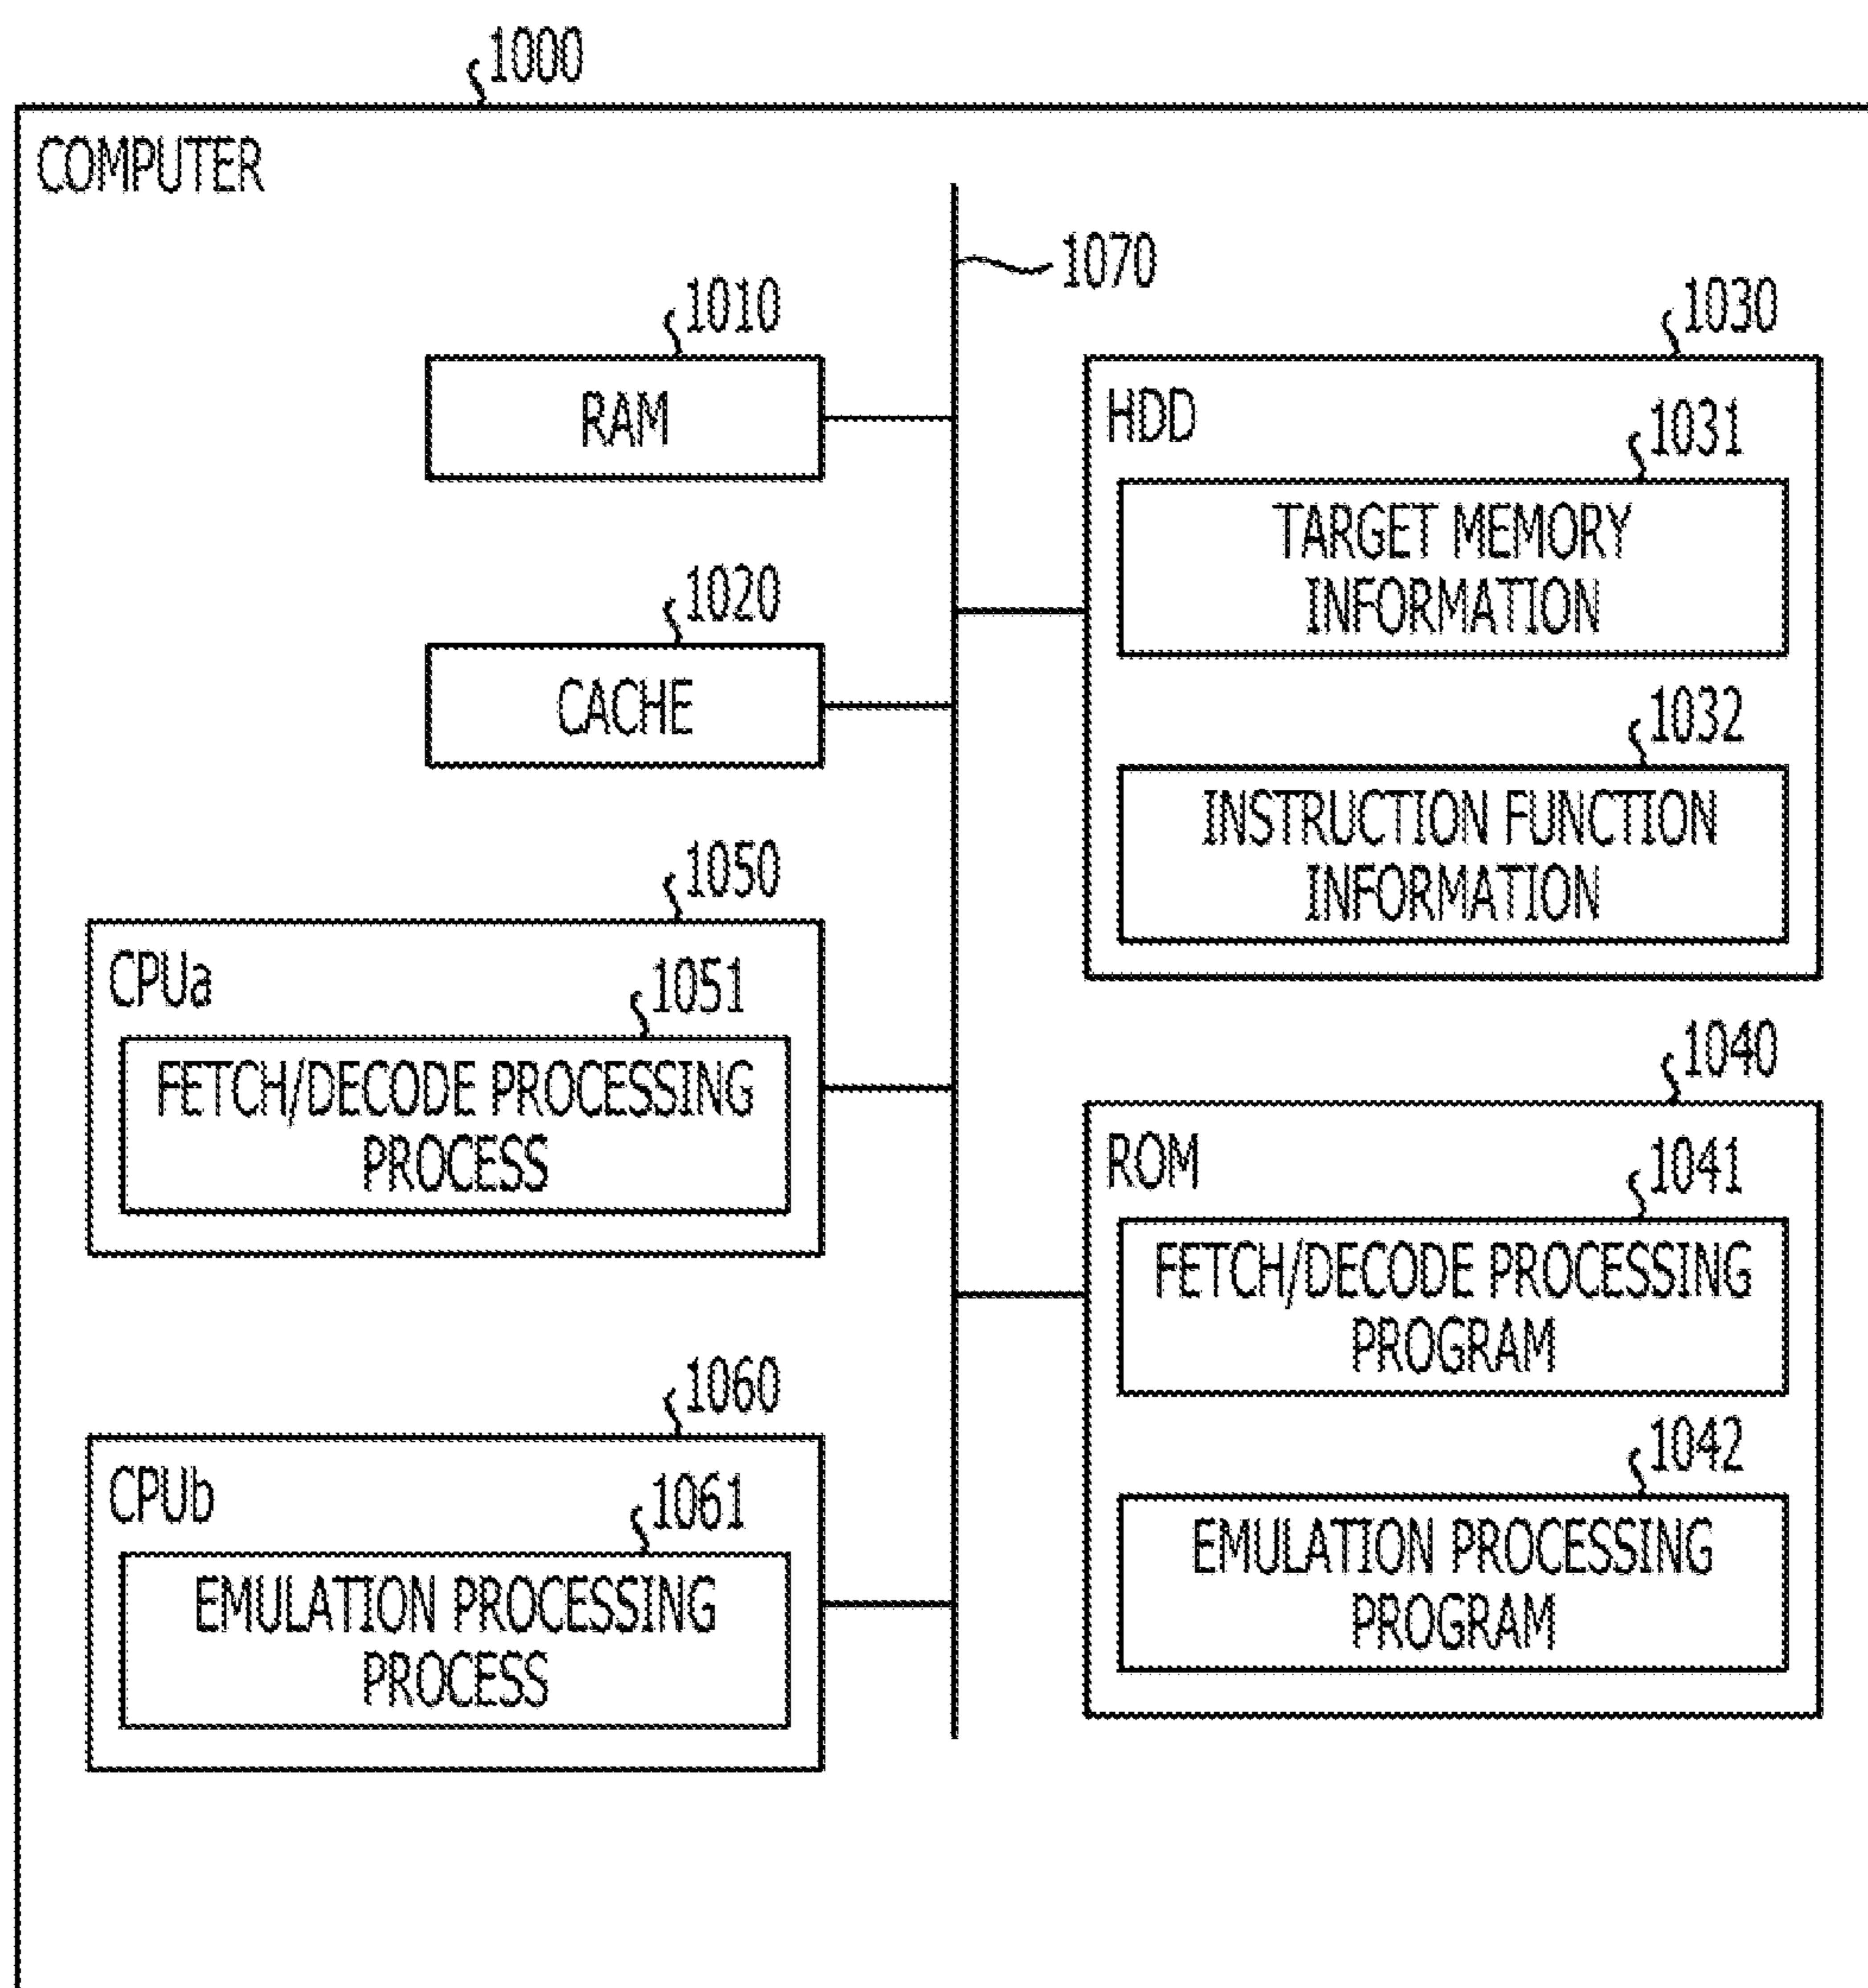 1000
COMPUTER
1070
1010
RAM
1020
CACHE
1050
CPUa
1051
FETCH/DECODE PROCESSING
PROCESS
1060
CPUb
1061
EMULATION PROCESSING
PROCESS
1030
HDD
1031
TARGET MEMORY
INFORMATION
1032
INSTRUCTION FUNCTION
INFORMATION
1040
ROM
1041
FETCH/DECODE PROCESSING
PROGRAM
1042
EMULATION PROCESSING
PROGRAM